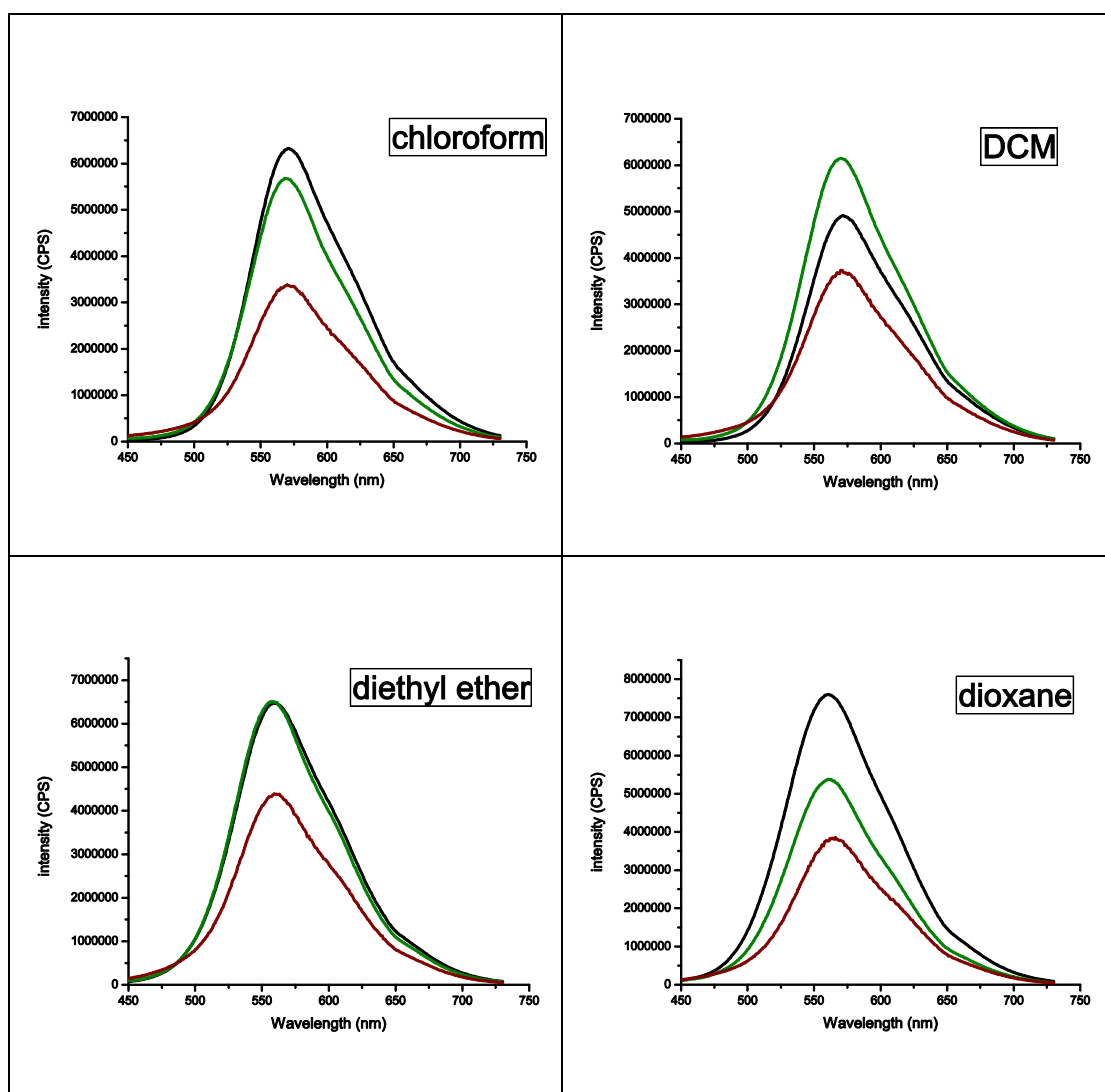 chloroform
7000000
6000000
5000000
4000000
3000000
2000000
1000000
0
intensity (CPS)
450 500 550 600 650 700 750
Wavelength (nm)
DCM
7000000
6000000
5000000
4000000
3000000
2000000
1000000
0
Intensity (CPS)
450 500 550 600 650 700 750
Wavelength (nm)
diethyl ether
7000000
6000000
5000000
4000000
3000000
2000000
1000000
0
intensity (CPS)
450 500 550 600 650 700 750
Wavelength (nm)
dioxane
8000000
7000000
6000000
5000000
4000000
3000000
2000000
1000000
0
intensity (CPS)
450 500 550 600 650 700 750
Wavelength (nm)